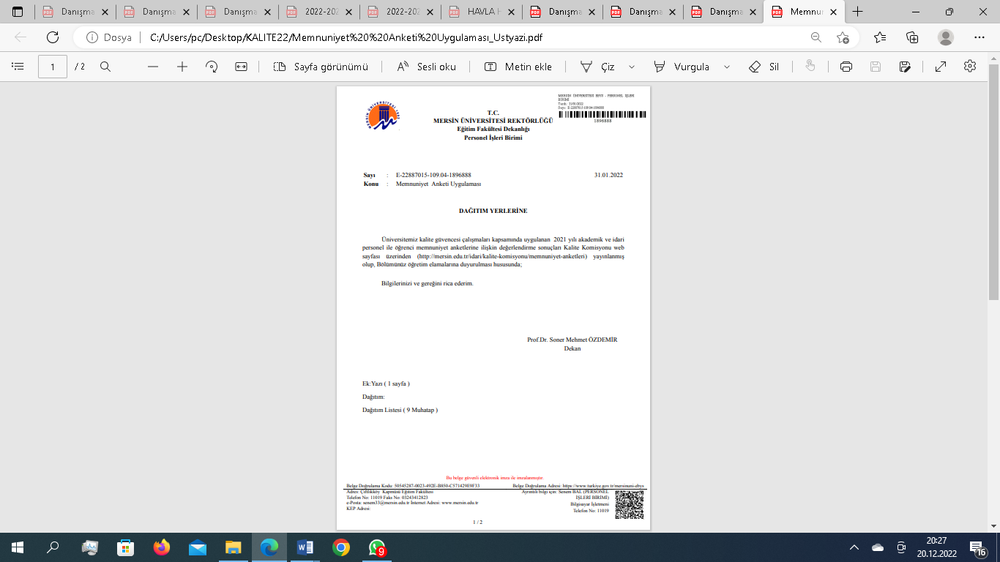 Danışma
Danışma
Danışma
2022-202
2022-202
HAVLA H
Danışma
Danışma
Danışma
Memnun
Dosya
C:/Users/pc/Desktop/KALITE22/Memnuniyet%20%20Anketi%20Uygulaması_Ustyazi.pdf
1 / 2
Sayfa görünümü
Sesli oku
Metin ekle
Çiz
Vurgula
Sil
MERSİN ÜNİVERSİTESİ EBYS - PERSONEL İŞLERİ
BİRİMİ
Tarih: 31/01/2022
Sayı: E-22887015-109.04-1896888
1896888
T.C.
MERSİN ÜNİVERSİTESİ REKTÖRLÜĞÜ
Eğitim Fakültesi Dekanlığı
Personel İşleri Birimi
Sayı : E-22887015-109.04-1896888 31.01.2022
Konu : Memnuniyet Anketi Uygulaması
DAĞITIM YERLERİNE
Üniversitemiz kalite güvencesi çalışmaları kapsamında uygulanan 2021 yılı akademik ve idari
personel ile öğrenci memnuniyet anketlerine ilişkin değerlendirme sonuçları Kalite Komisyonu web
sayfası üzerinden (http://mersin.edu.tr/idari/kalite-komisyonu/memnuniyet-anketleri) yayınlanmış
olup, Bölümünüz öğretim elamalarına duyurulması hususunda;
Bilgilerinizi ve gereğini rica ederim.
Prof.Dr. Soner Mehmet ÖZDEMİR
Dekan
Ek:Yazı ( 1 sayfa )
Dağıtım:
Dağıtım Listesi ( 9 Muhatap )
Bu belge güvenli elektronik imza ile imzalanmıştır.
Belge Doğrulama Kodu: 50545287-0023-492E-B850-C571429E9F33 Belge Doğrulama Adresi: https://www.turkiye.gov.tr/mersinuni-ebys
Adres: Çiftlikköy Kapmüsü Eğitim Fakültesi
Telefon No: 11019 Faks No: 03243412823
e-Posta: senem33@mersin.edu.tr İnternet Adresi: www.mersin.edu.tr
KEP Adresi:
Ayrıntılı bilgi için: Senem BAL (PERSONEL
İŞLERİ BİRİMİ)
Bilgisayar İşletmeni
Telefon No: 11019
1 / 2
9
20:27
20.12.2022
16